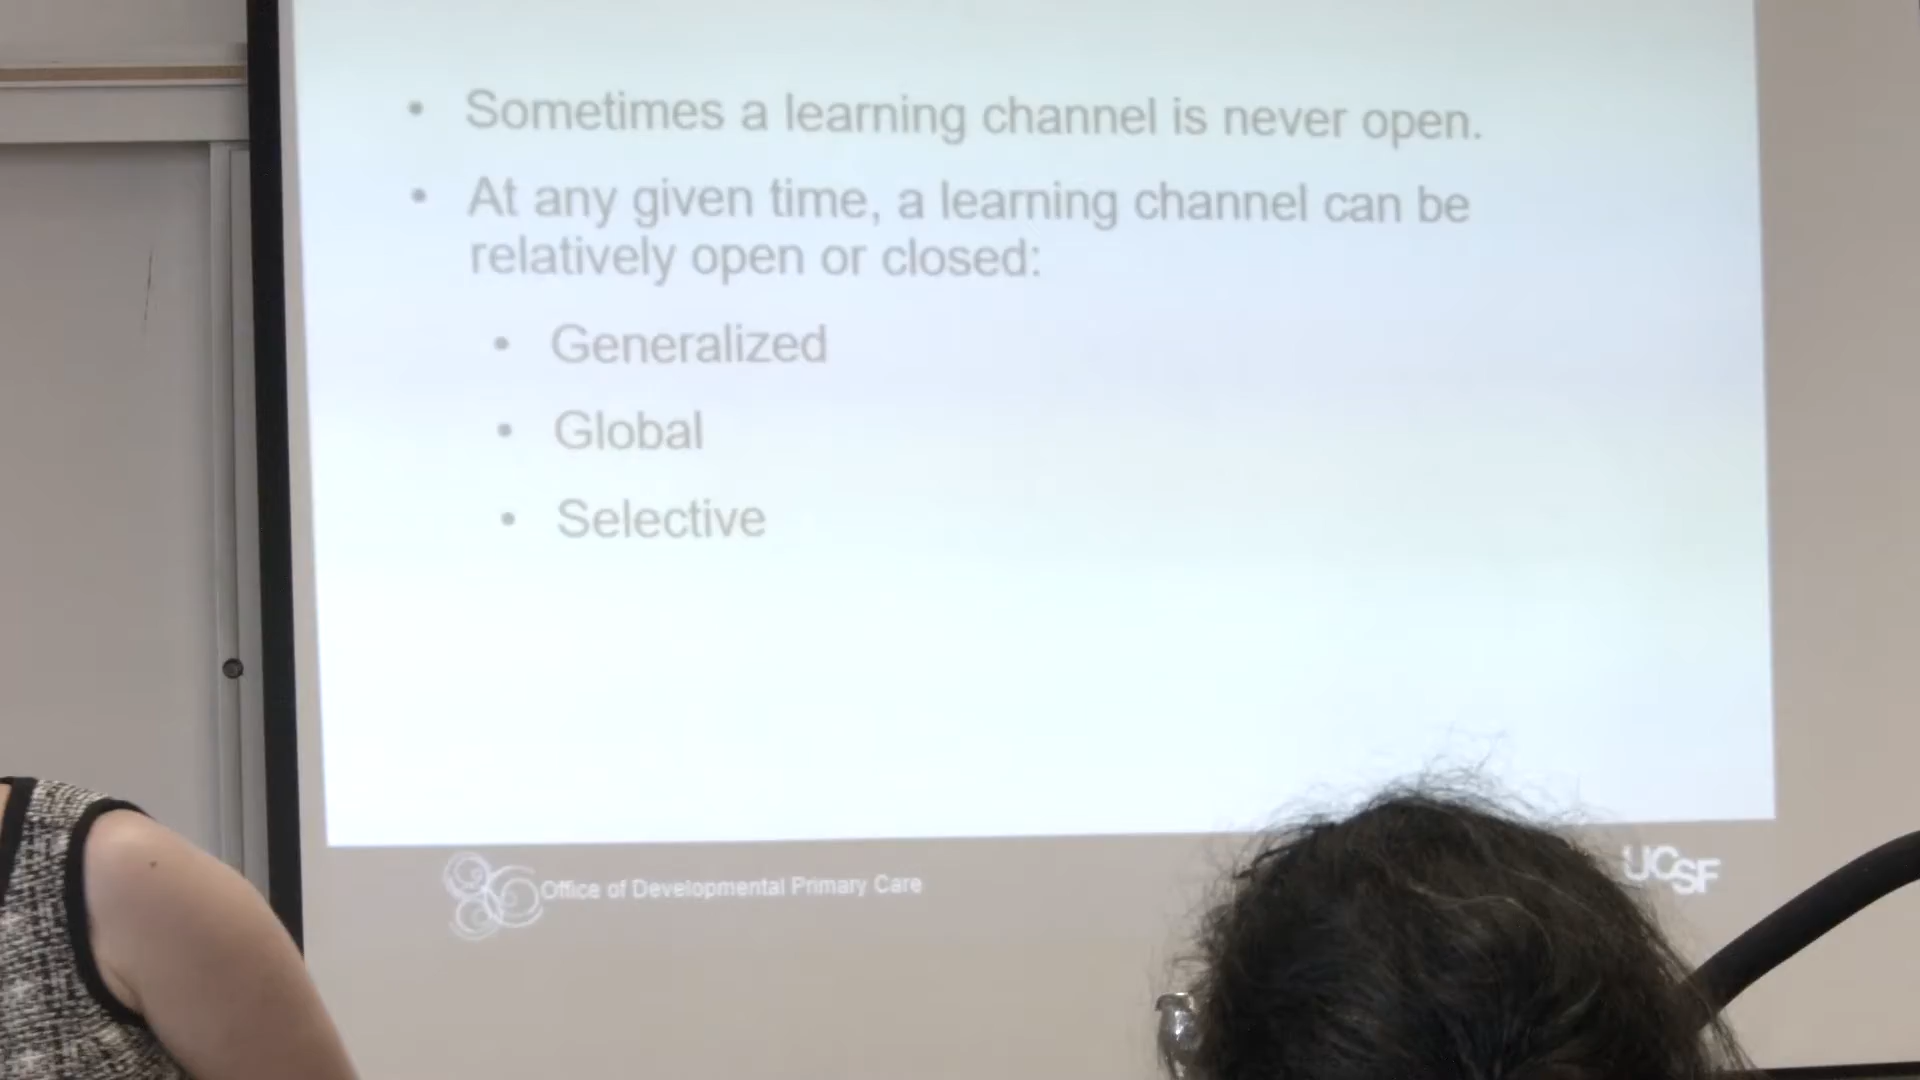 • Sometimes a learning channel is never open.
• At any given time, a learning channel can be
relatively open or closed:
• Generalized
• Global
• Selective
Office of Developmental Primary Care
UCSF